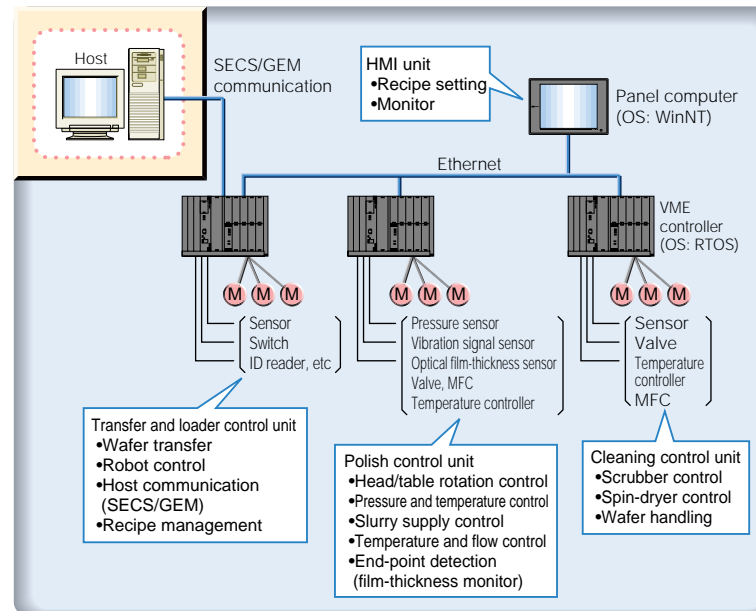 Host
SECS/GEM
communication
HMI unit
•Recipe setting
•Monitor
Panel computer
(OS: WinNT)
Ethernet
VME
controller
(OS: RTOS)
M M M
M M M
M M M
Sensor
Switch
ID reader, etc
Pressure sensor
Vibration signal sensor
Optical film-thickness sensor
Valve, MFC
Temperature controller
Sensor
Valve
Temperature
controller
MFC
Transfer and loader control unit
•Wafer transfer
•Robot control
•Host communication
(SECS/GEM)
•Recipe management
Polish control unit
•Head/table rotation control
•Pressure and temperature control
•Slurry supply control
•Temperature and flow control
•End-point detection
(film-thickness monitor)
Cleaning control unit
•Scrubber control
•Spin-dryer control
•Wafer handling